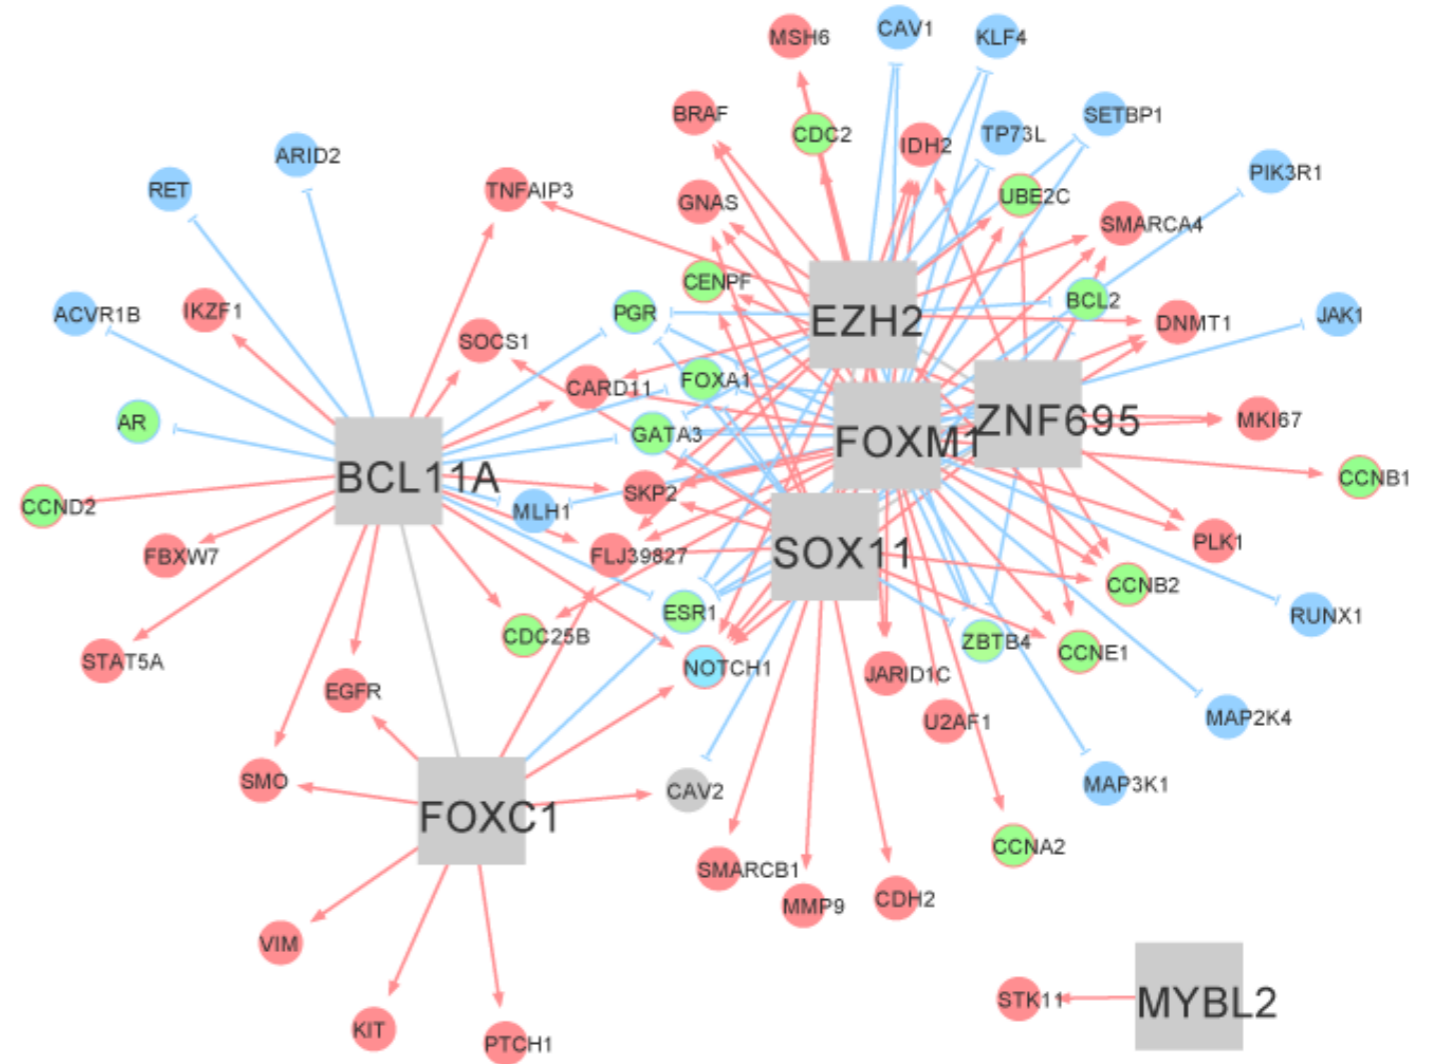 MSH6
CAV1
KLF4
BRAF
CDC2
IDH2
TP73L
SETBP1
ARID2
RET
TNFAIP3
GNAS
UBE2C
PIK3R1
SMARCA4
CENPF
ACVR1B
IKZF1
PGR
EZH2
BCL2
DNMT1
JAK1
SOCS1
CARD11
FOXA1
AR
GATA3
FOXM1
ZNF695
MKI67
BCL11A
CCND2
SKP2
MLH1
CCNB1
FBXW7
FLJ39827
SOX11
PLK1
CCNB2
ESR1
RUNX1
STAT5A
CDC25B
NOTCH1
ZBTB4
CCNE1
JARID1C
EGFR
U2AF1
MAP2K4
SMO
CAV2
MAP3K1
FOXC1
CCNA2
SMARCB1
MMP9
CDH2
VIM
STK11
MYBL2
KIT
PTCH1